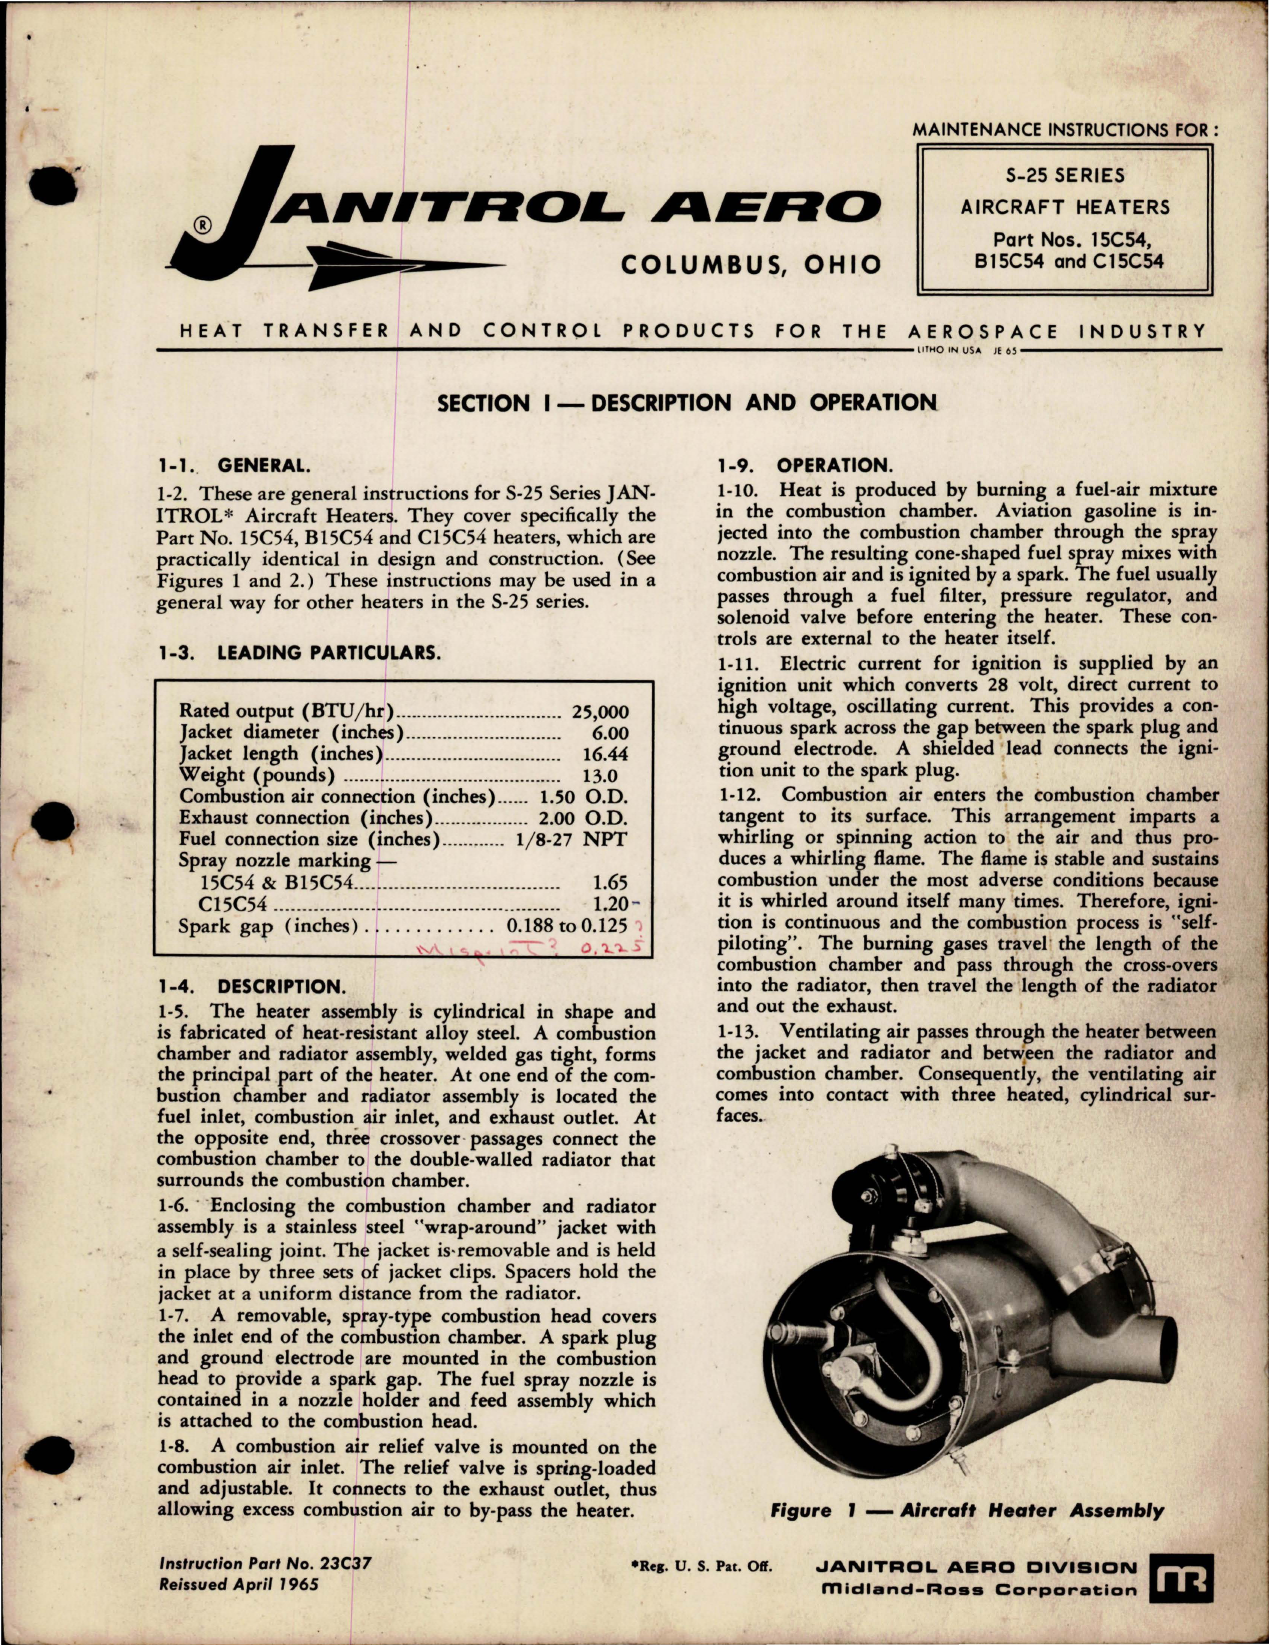 MAINTENANCE INSTRUCTIONS FOR :
S-25 SERIES
AIRCRAFT HEATERS
Part Nos. 15C54,
B15C54 and C15C54
JANITROL AERO
®
COLUMBUS, OHIO
HEAT TRANSFER AND CONTROL PRODUCTS FOR THE AEROSPACE INDUSTRY
LITHO IN USA JE 65
SECTION I — DESCRIPTION AND OPERATION
1-1. GENERAL.
1-2. These are general instructions for S-25 Series JAN-
ITROL* Aircraft Heaters. They cover specifically the
Part No. 15C54, B15C54 and C15C54 heaters, which are
practically identical in design and construction. (See
Figures 1 and 2.) These instructions may be used in a
general way for other heaters in the S-25 series.
1-3. LEADING PARTICULARS.
Rated output (BTU/hr)................................ 25,000
Jacket diameter (inches)............................. 6.00
Jacket length (inches)................................. 16.44
Weight (pounds) ........................................ 13.0
Combustion air connection (inches)...... 1.50 O.D.
Exhaust connection (inches)................. 2.00 O.D.
Fuel connection size (inches)............ 1/8-27 NPT
Spray nozzle marking —
15C54 & B15C54....................................... 1.65
C15C54 ..................................................... 1.20-
Spark gap (inches) . . . . . . . . . . . . . 0.188 to 0.125 ?
Misprint? 0.225
1-4. DESCRIPTION.
1-5. The heater assembly is cylindrical in shape and
is fabricated of heat-resistant alloy steel. A combustion
chamber and radiator assembly, welded gas tight, forms
the principal part of the heater. At one end of the com-
bustion chamber and radiator assembly is located the
fuel inlet, combustion air inlet, and exhaust outlet. At
the opposite end, three crossover passages connect the
combustion chamber to the double-walled radiator that
surrounds the combustion chamber.
1-6. Enclosing the combustion chamber and radiator
assembly is a stainless steel "wrap-around" jacket with
a self-sealing joint. The jacket is removable and is held
in place by three sets of jacket clips. Spacers hold the
jacket at a uniform distance from the radiator.
1-7. A removable, spray-type combustion head covers
the inlet end of the combustion chamber. A spark plug
and ground electrode are mounted in the combustion
head to provide a spark gap. The fuel spray nozzle is
contained in a nozzle holder and feed assembly which
is attached to the combustion head.
1-8. A combustion air relief valve is mounted on the
combustion air inlet. The relief valve is spring-loaded
and adjustable. It connects to the exhaust outlet, thus
allowing excess combustion air to by-pass the heater.
1-9. OPERATION.
1-10. Heat is produced by burning a fuel-air mixture
in the combustion chamber. Aviation gasoline is in-
jected into the combustion chamber through the spray
nozzle. The resulting cone-shaped fuel spray mixes with
combustion air and is ignited by a spark. The fuel usually
passes through a fuel filter, pressure regulator, and
solenoid valve before entering the heater. These con-
trols are external to the heater itself.
1-11. Electric current for ignition is supplied by an
ignition unit which converts 28 volt, direct current to
high voltage, oscillating current. This provides a con-
tinuous spark across the gap between the spark plug and
ground electrode. A shielded lead connects the igni-
tion unit to the spark plug.
1-12. Combustion air enters the combustion chamber
tangent to its surface. This arrangement imparts a
whirling or spinning action to the air and thus pro-
duces a whirling flame. The flame is stable and sustains
combustion under the most adverse conditions because
it is whirled around itself many times. Therefore, igni-
tion is continuous and the combustion process is "self-
piloting". The burning gases travel the length of the
combustion chamber and pass through the cross-overs
into the radiator, then travel the length of the radiator
and out the exhaust.
1-13. Ventilating air passes through the heater between
the jacket and radiator and between the radiator and
combustion chamber. Consequently, the ventilating air
comes into contact with three heated, cylindrical sur-
faces.
Figure 1 — Aircraft Heater Assembly
Instruction Part No. 23C37
Reissued April 1965
*Reg. U. S. Pat. Off.
JANITROL AERO DIVISION
Midland-Ross Corporation
MR